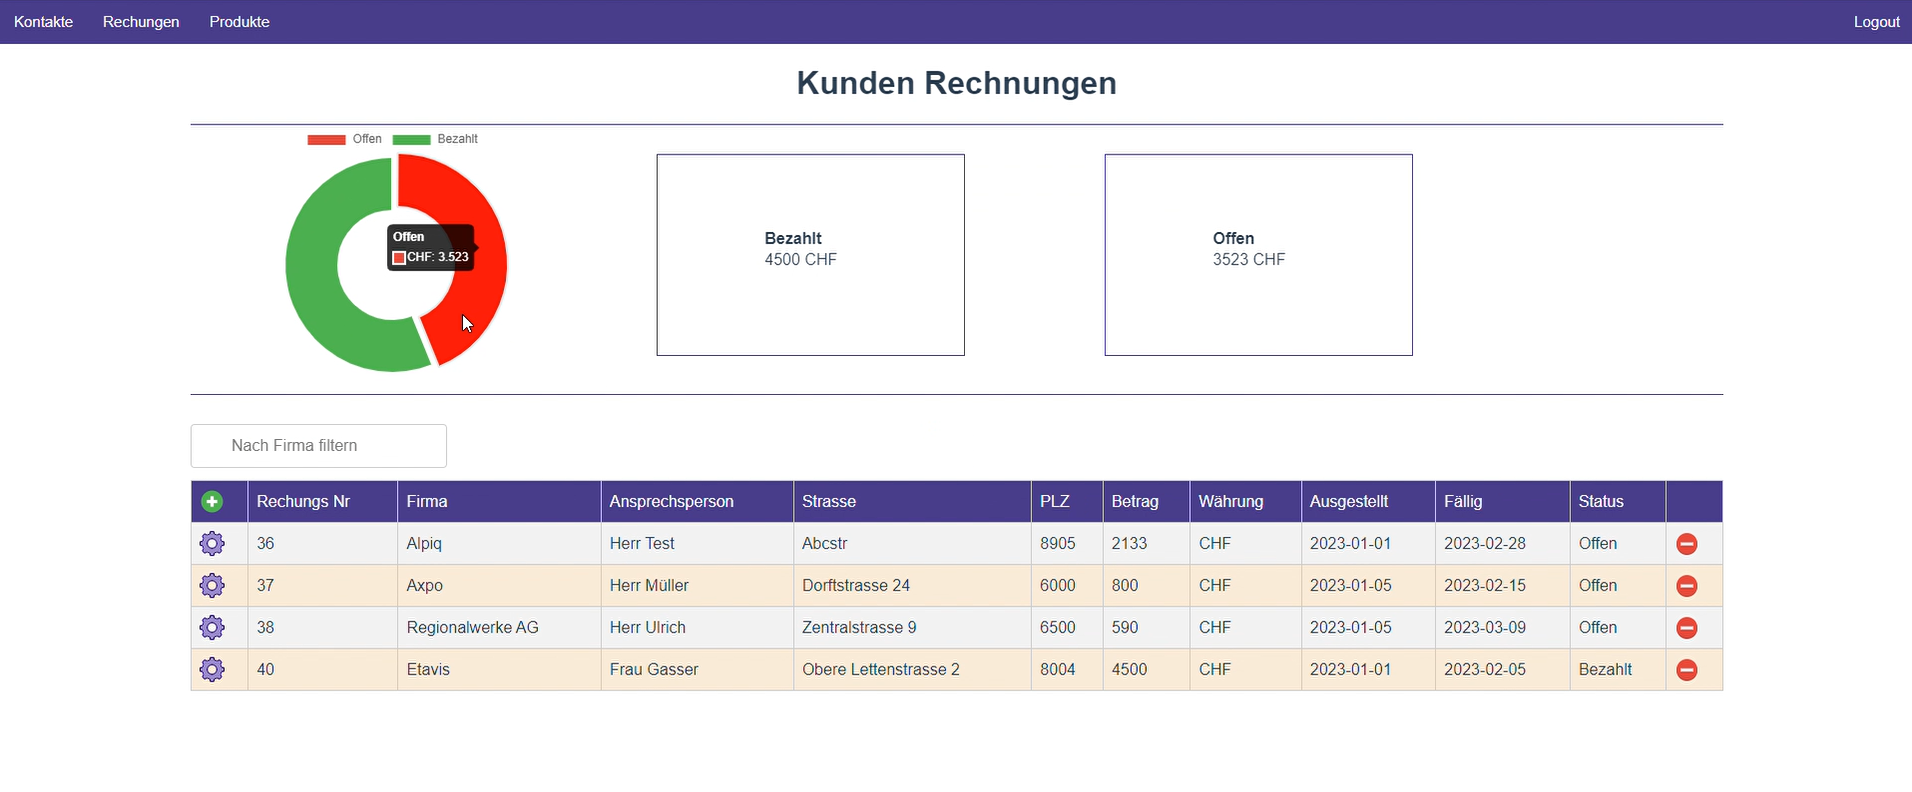 Kontakte Rechungen Produkte Logout
Kunden Rechnungen
Offen Bezahlt
Offen
CHF: 3.523
Bezahlt
4500 CHF
Offen
3523 CHF
Nach Firma filtern
Rechungs Nr Firma Ansprechsperson Strasse PLZ Betrag Währung Ausgestellt Fällig Status
36 Alpiq Herr Test Abcstr 8905 2133 CHF 2023-01-01 2023-02-28 Offen
37 Axpo Herr Müller Dorftstrasse 24 6000 800 CHF 2023-01-05 2023-02-15 Offen
38 Regionalwerke AG Herr Ulrich Zentralstrasse 9 6500 590 CHF 2023-01-05 2023-03-09 Offen
40 Etavis Frau Gasser Obere Lettenstrasse 2 8004 4500 CHF 2023-01-01 2023-02-05 Bezahlt